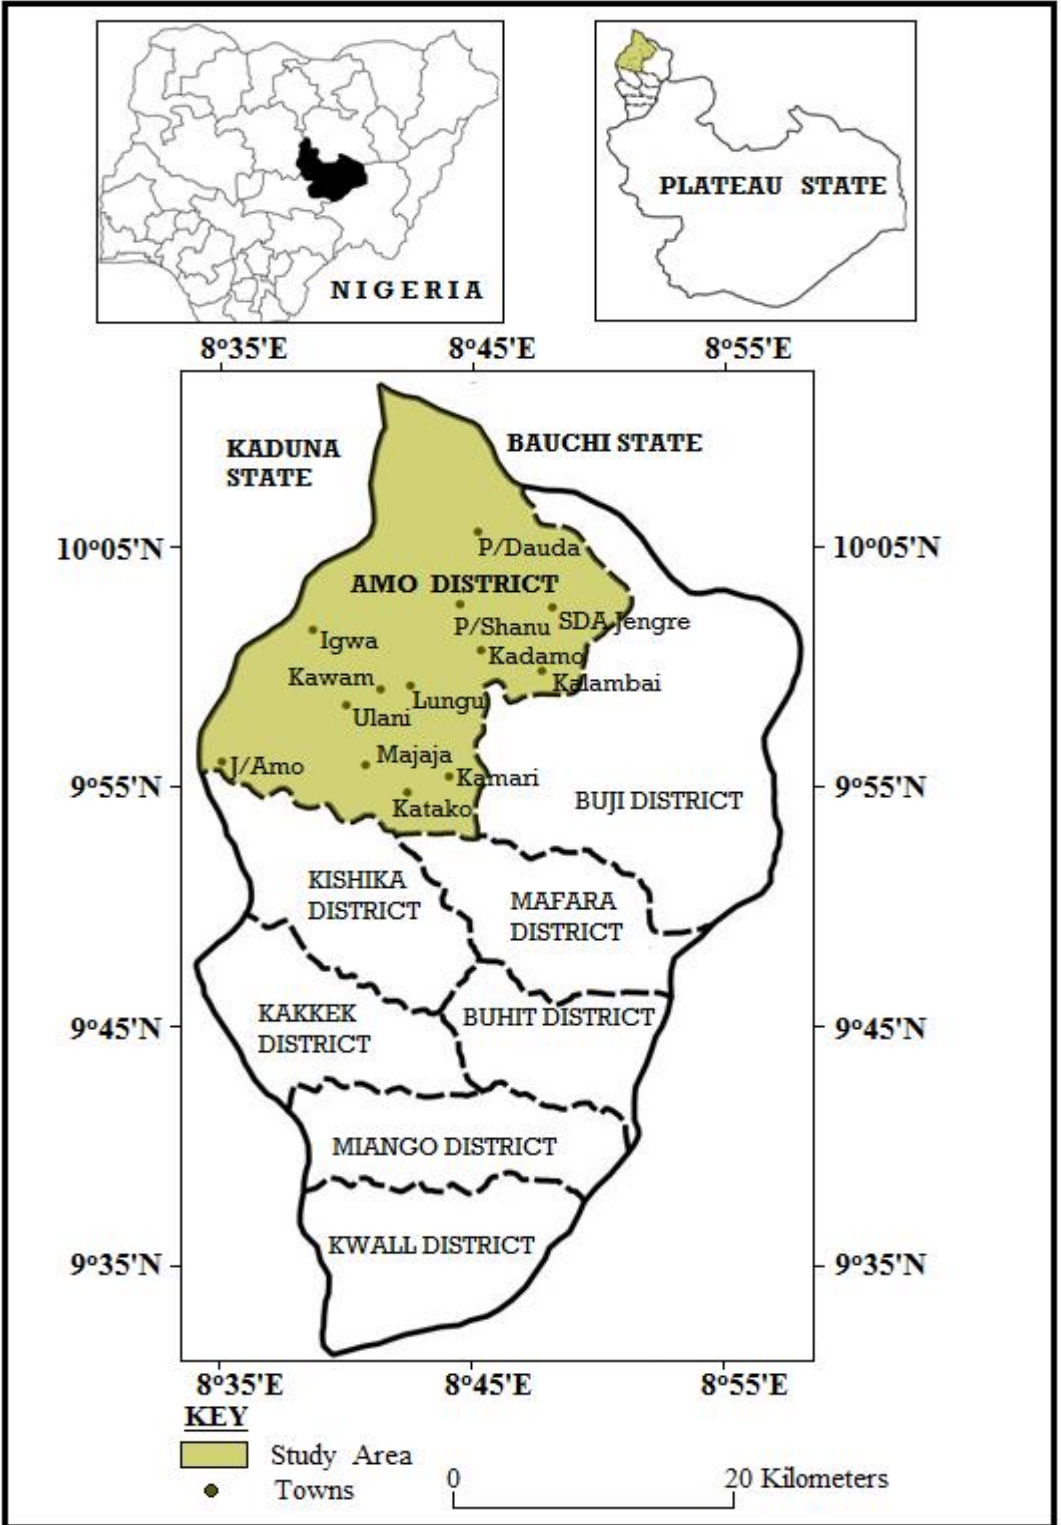 NIGERIA
PLATEAU STATE
8°35'E 8°45'E 8°55'E
KADUNA
STATE
BAUCHI STATE
10°05'N 10°05'N
P/Dauda
AMO DISTRICT
P/Shanu
SDA Jengre
Igwa
Kadamo
Kawam
Kalambai
Lungu
Ulani
Majaja
J/Amo
Kamari
9°55'N 9°55'N
Katako
BUJI DISTRICT
KISHIKA
DISTRICT
MAFARA
DISTRICT
KAKKEK
DISTRICT
BUHIT DISTRICT
9°45'N 9°45'N
MIANGO DISTRICT
KWALL DISTRICT
9°35'N 9°35'N
8°35'E 8°45'E 8°55'E
KEY
Study Area
Towns
0 20 Kilometers